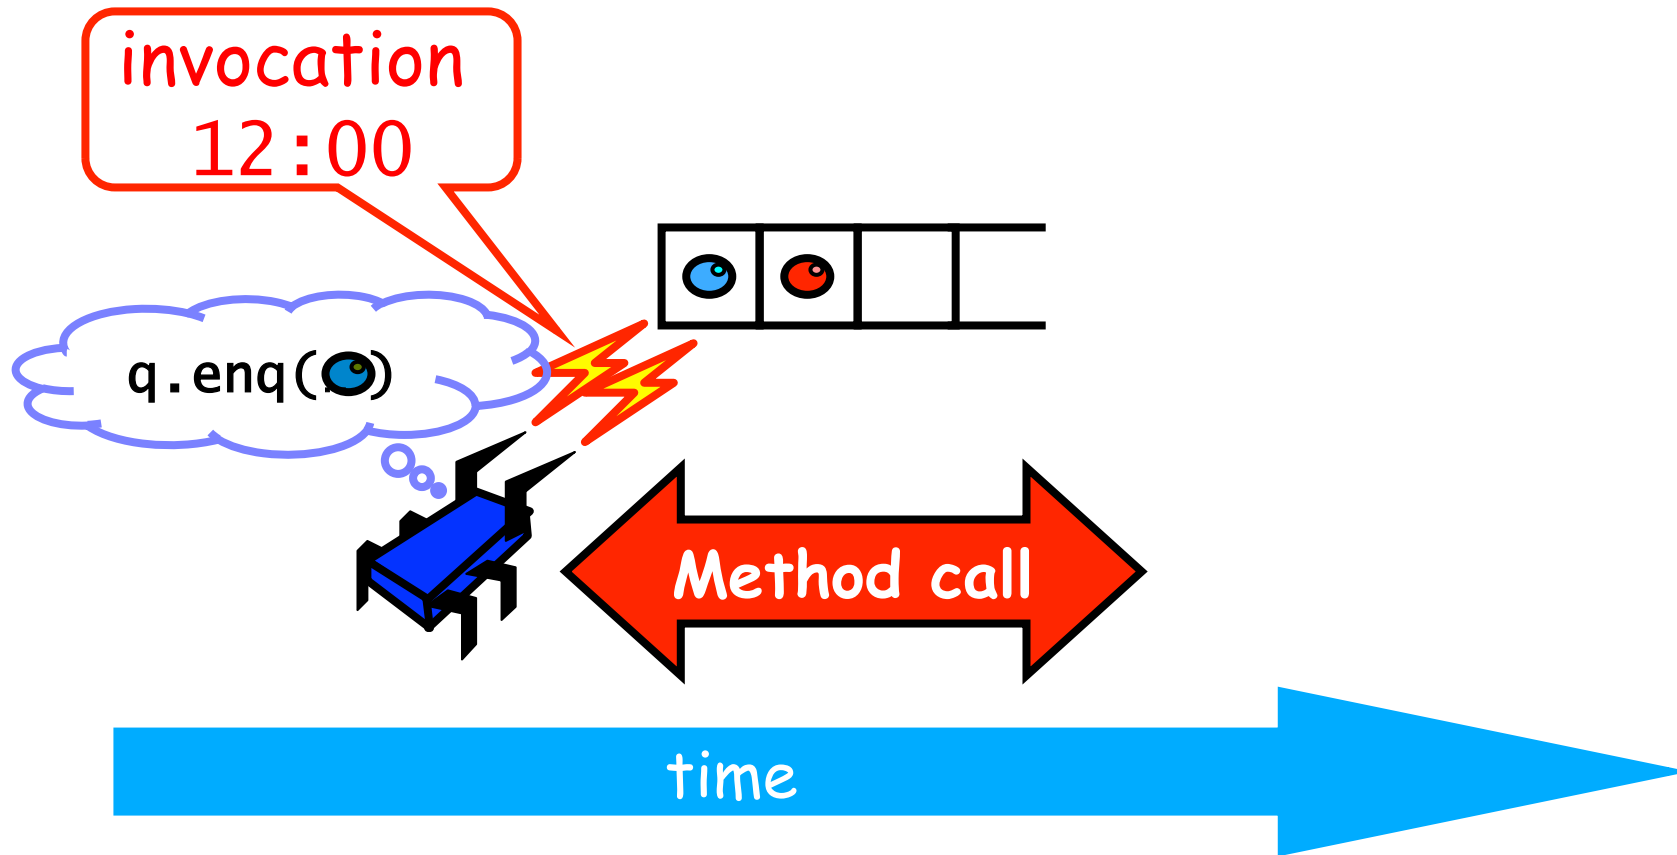 invocation
12:00
q.enq( )
Method call
time